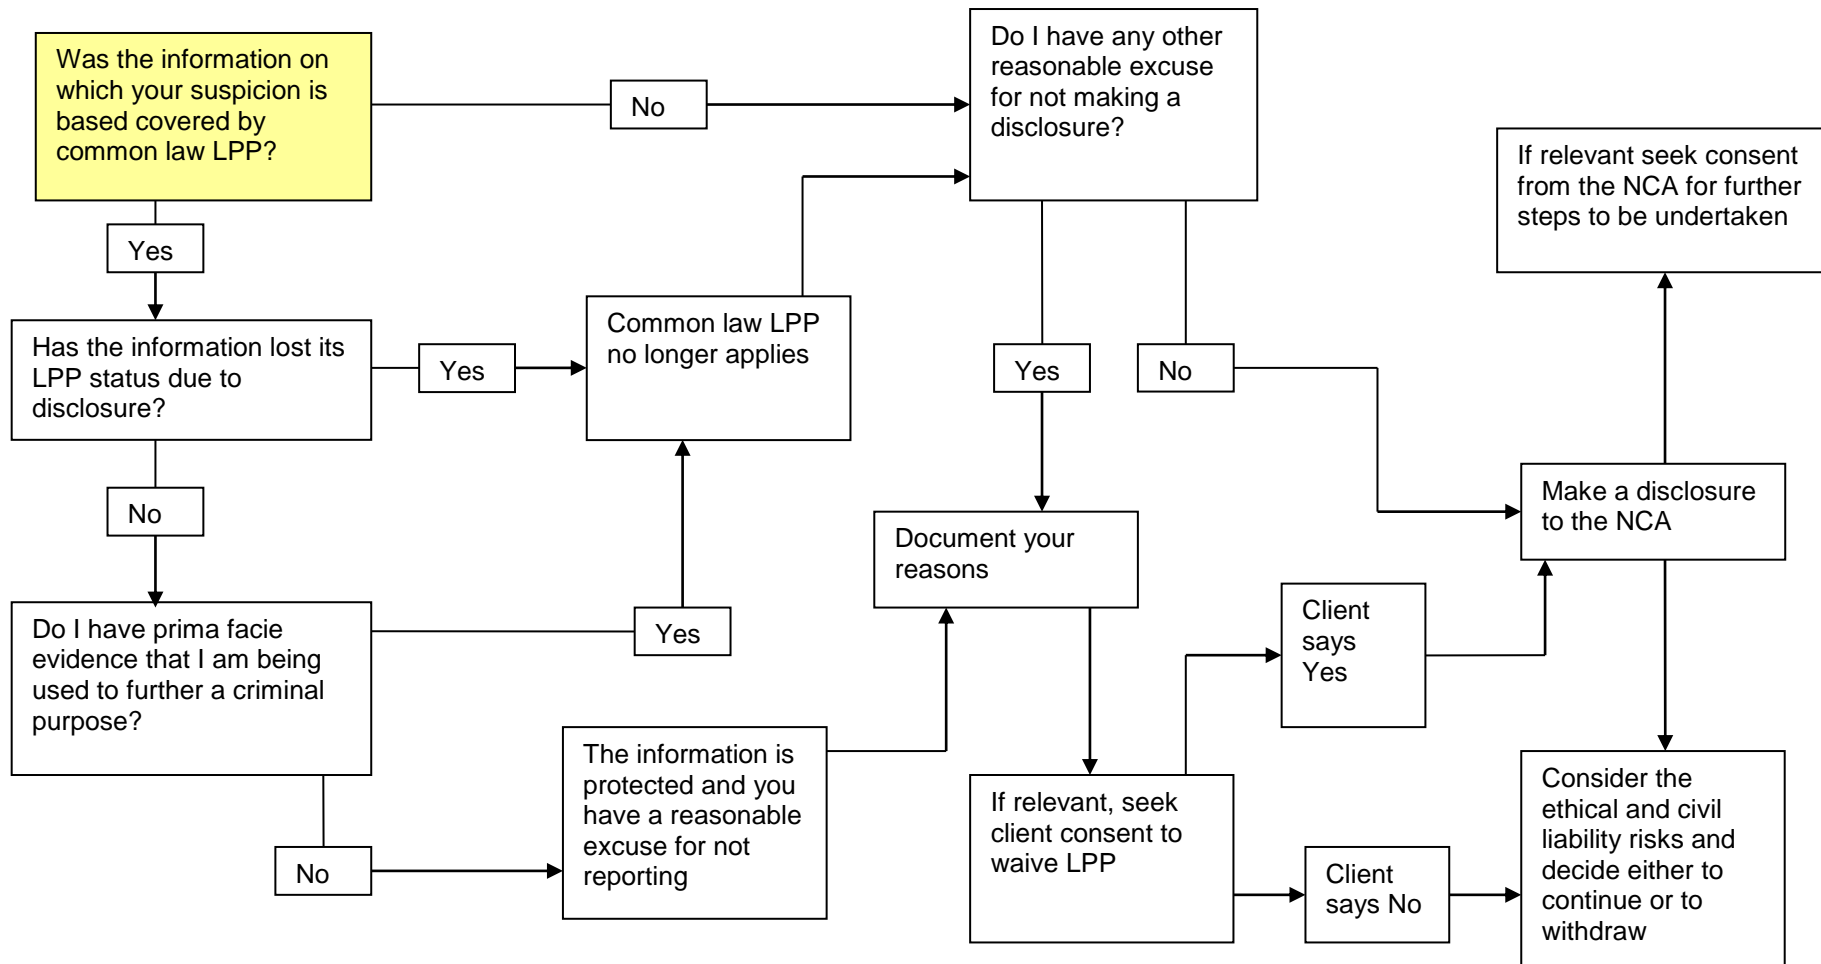 Was the information on
which your suspicion is
based covered by
common law LPP?
No
Do I have any other
reasonable excuse
for not making a
disclosure?
If relevant seek consent
from the NCA for further
steps to be undertaken
Yes
Has the information lost its
LPP status due to
disclosure?
Yes
Common law LPP
no longer applies
Yes
No
No
Make a disclosure
to the NCA
Document your
reasons
Do I have prima facie
evidence that I am being
used to further a criminal
purpose?
Yes
Client
says
Yes
The information is
protected and you
have a reasonable
excuse for not
reporting
No
If relevant, seek
client consent to
waive LPP
Client
says No
Consider the
ethical and civil
liability risks and
decide either to
continue or to
withdraw